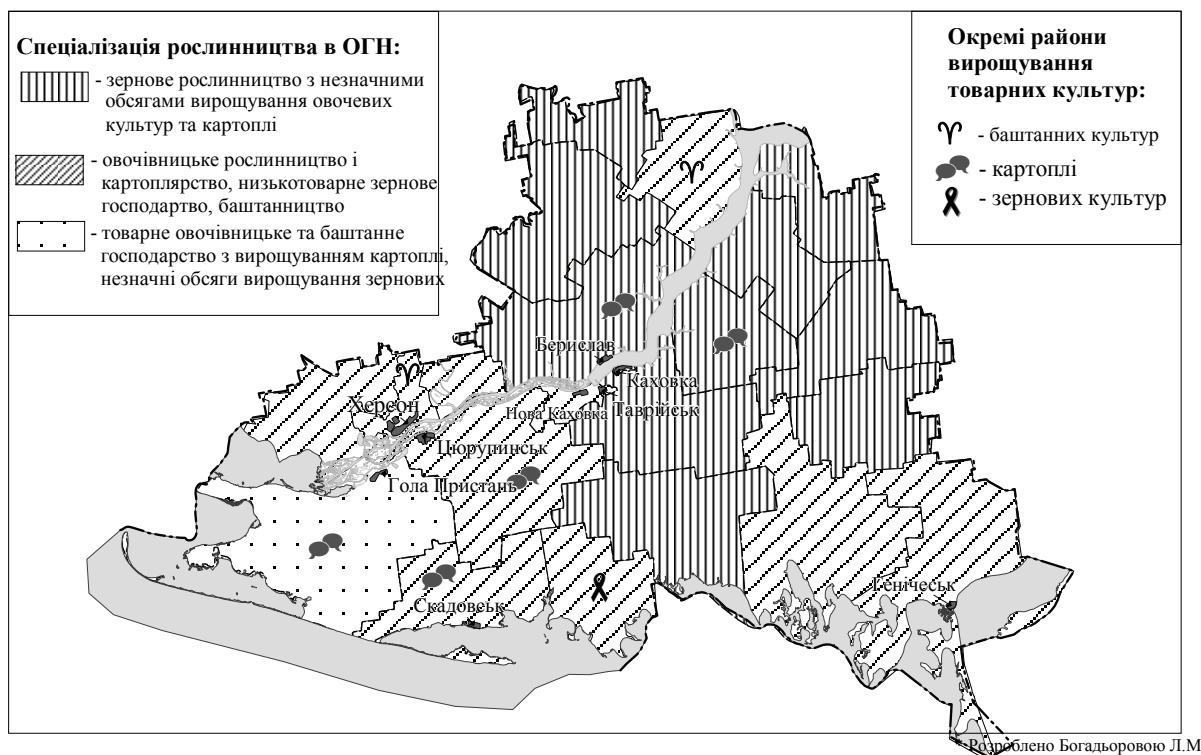 Спеціалізація рослинництва в ОГН:
- зернове рослинництво з незначними
обсягами вирощування овочевих
культур та картоплі
- овочівницьке рослинництво і
картоплярство, низькотоварне зернове
господартво, баштанництво
- товарне овочівницьке та баштанне
господарство з вирощуванням картоплі,
незначні обсяги вирощування зернових
Окремі райони
вирощування
товарних культур:
- баштанних культур
- картоплі
- зернових культур
Берислав
Каховка
Херсон
Нова Каховка
Таврійськ
Цюрупинськ
Гола Пристань
Генічеськ
Скадовськ
Розроблено Богадьоровою Л.М